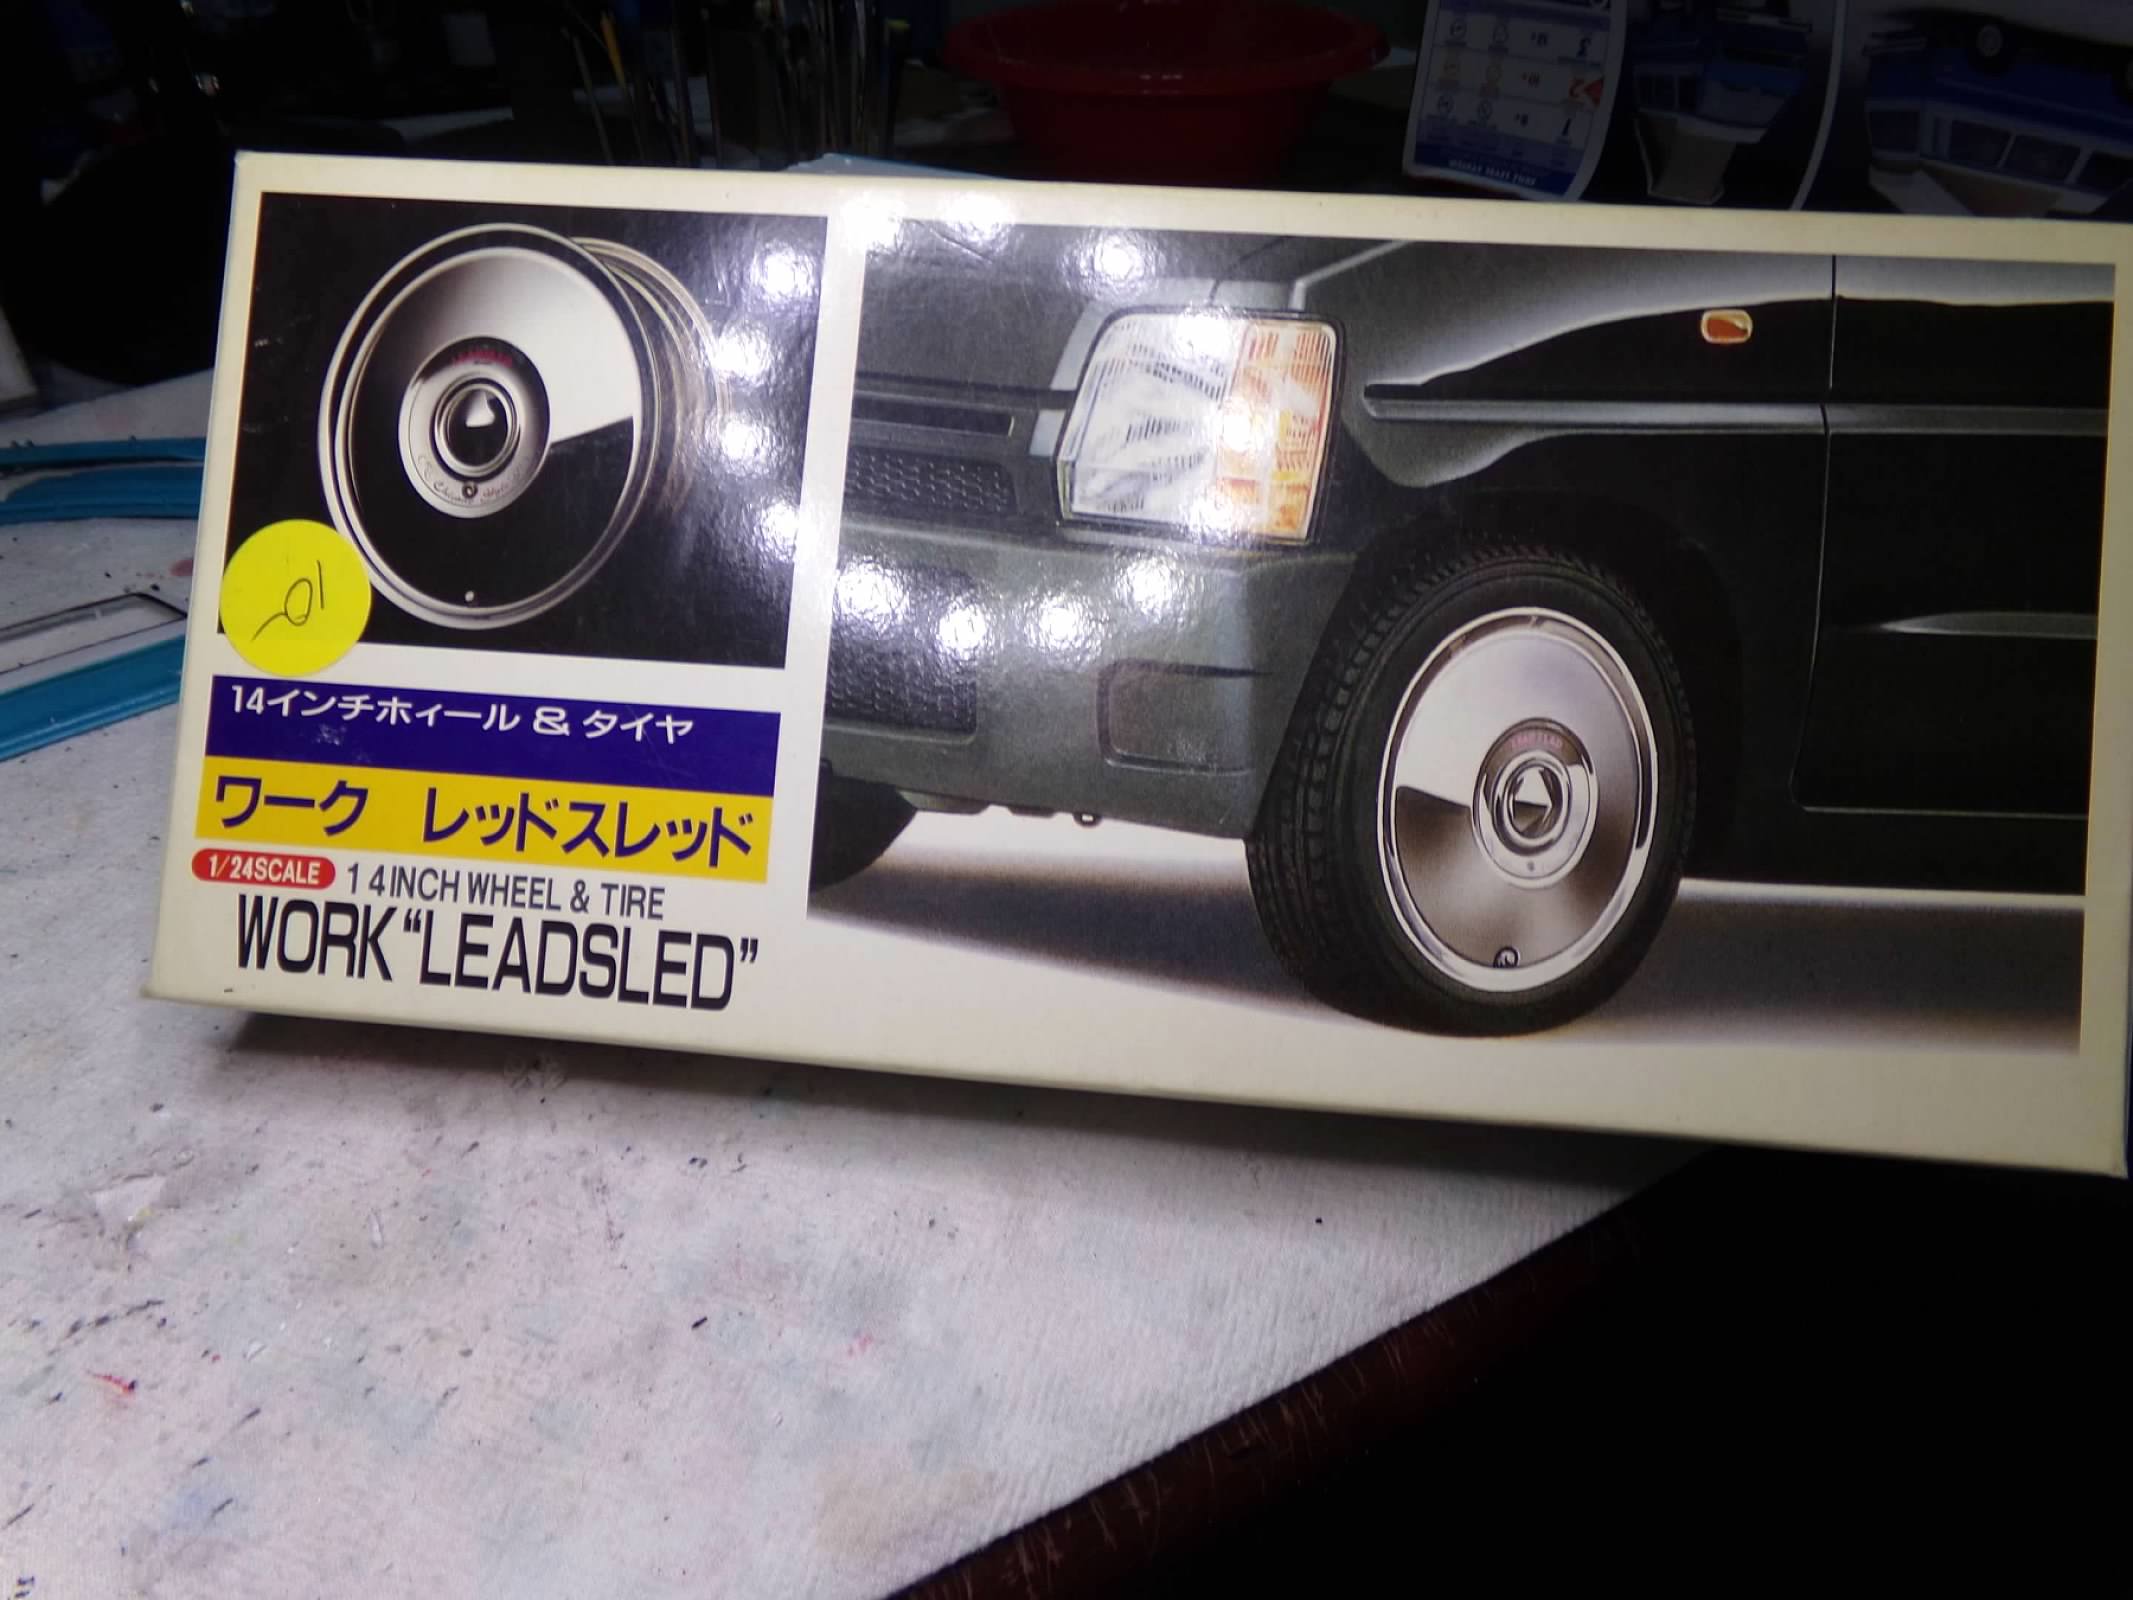 14インチホィール & タイヤ
ワーク レッドスレッド
1/24SCALE 14INCH WHEEL & TIRE
WORK “LEADSLED”